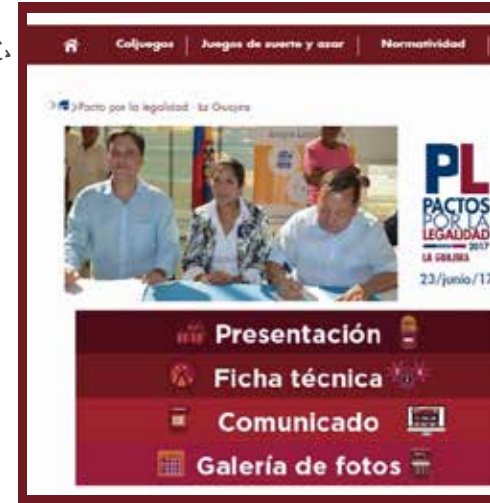 Coljuegos | Juegos de suerte y azar | Normatividad |
>Pacto por la legalidad - La Guajira
PL
PACTOS
POR LA
LEGALIDAD
2017
LA GUAJIRA
23/junio/17
Presentación
Ficha técnica
Comunicado
Galería de fotos